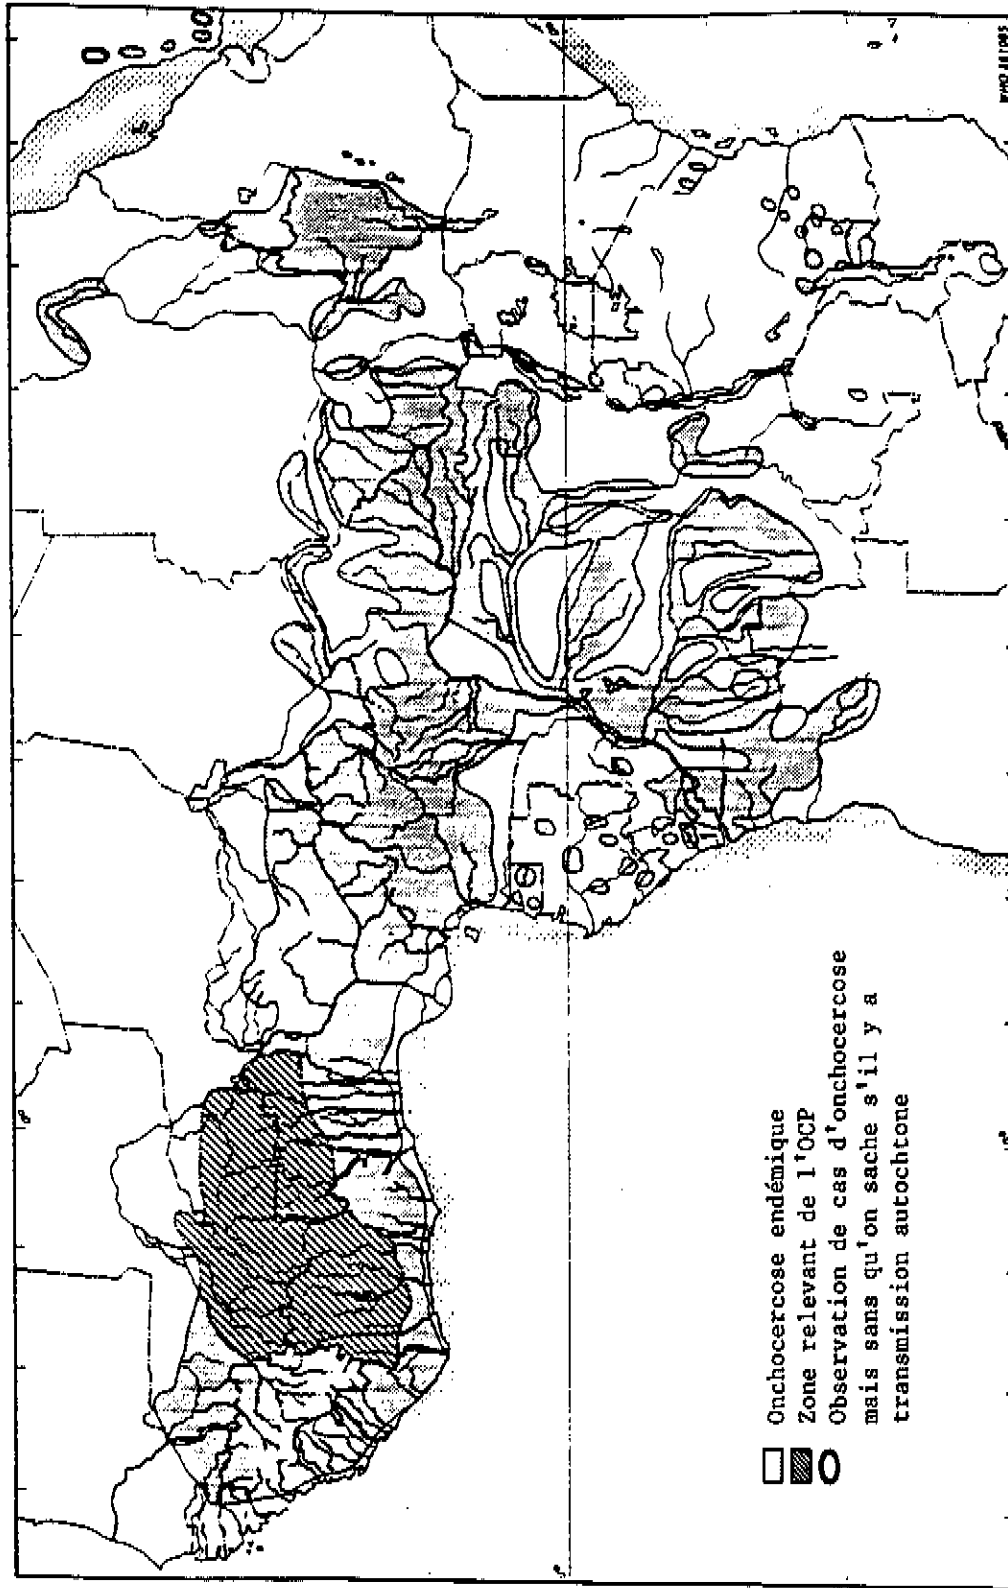 Onchocercose endémique
Zone relevant de l'OCP
Observation de cas d'onchocercose
mais sans qu'on sache s'il y a
transmission autochtone